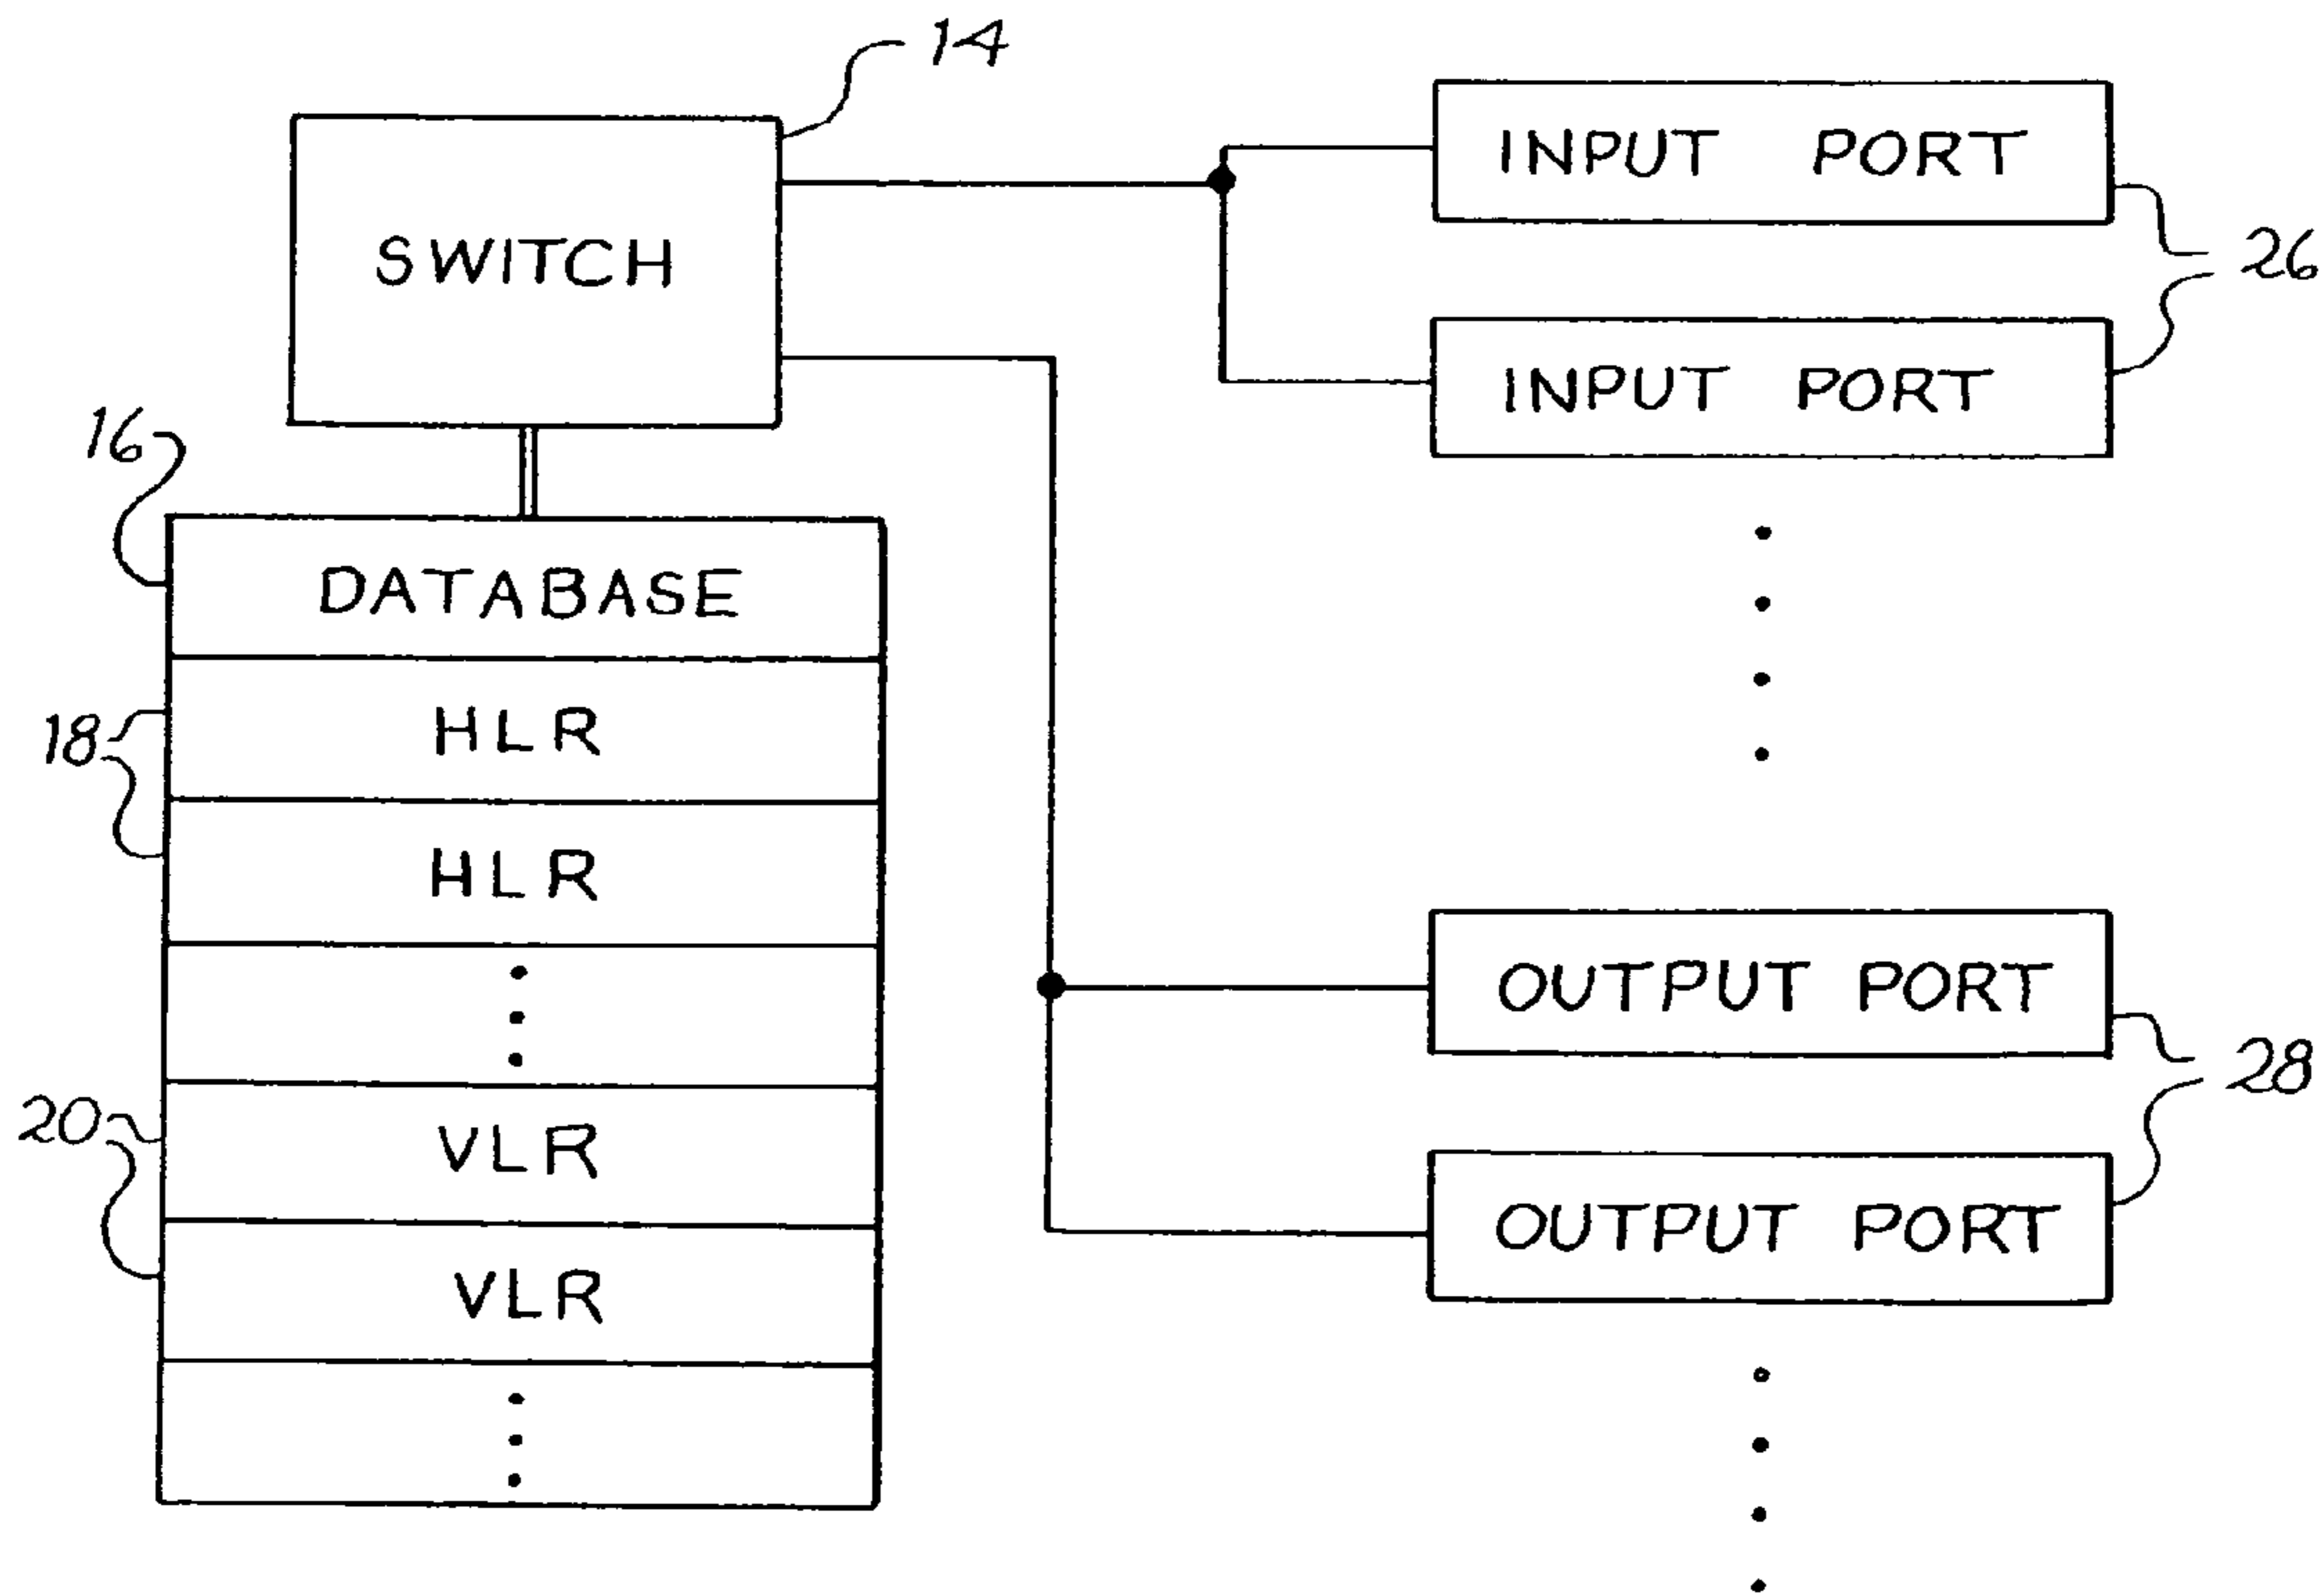 14
SWITCH
INPUT PORT
26
INPUT PORT
16
DATABASE
18
HLR
HLR
20
VLR
VLR
OUTPUT PORT
28
OUTPUT PORT